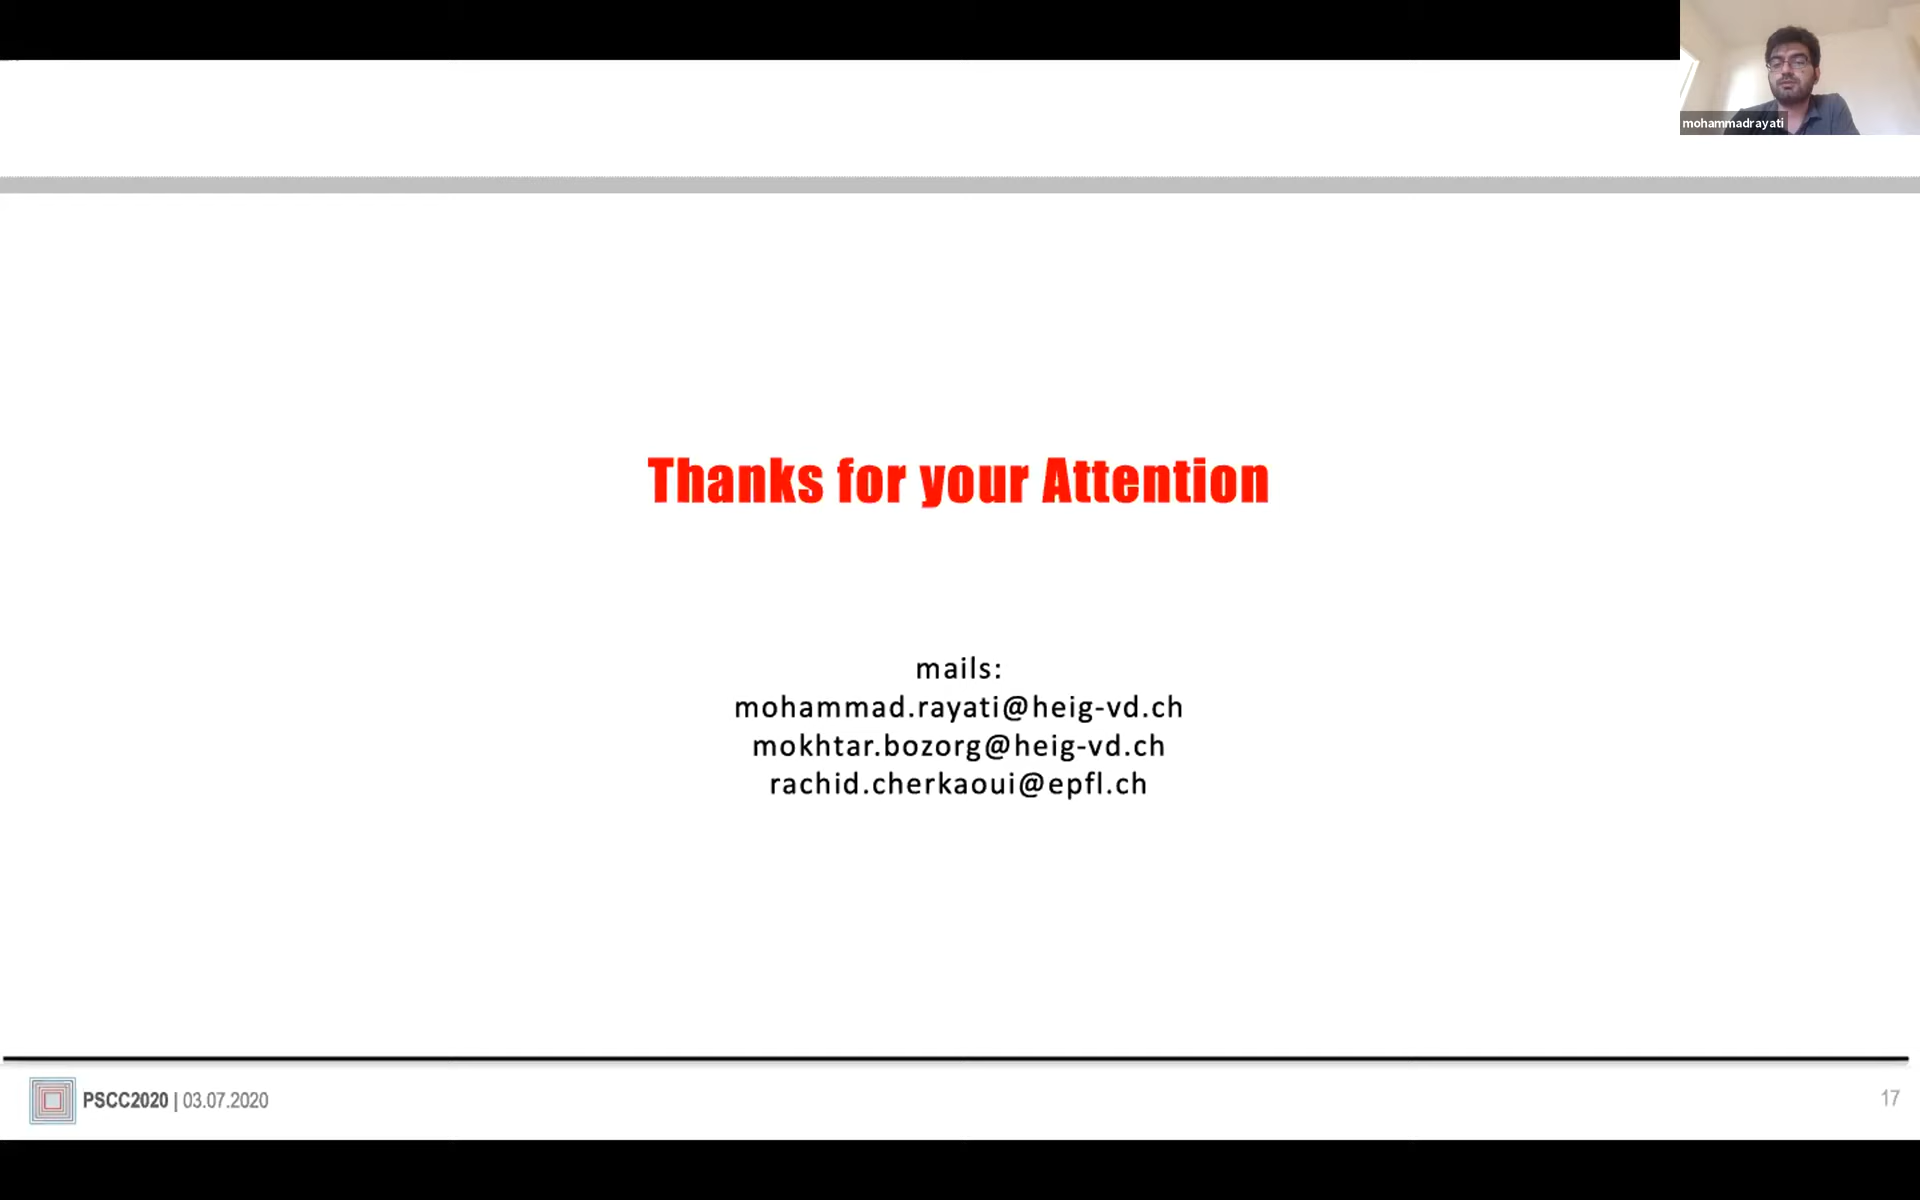 mohammadrayati
Thanks for your Attention
mails:
mohammad.rayati@heig-vd.ch
mokhtar.bozorg@heig-vd.ch
rachid.cherkaoui@epfl.ch
PSCC2020 | 03.07.2020
17